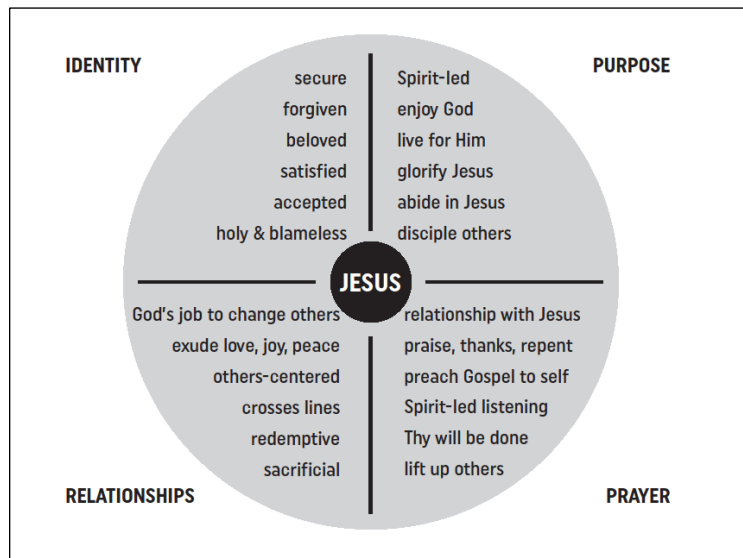 IDENTITY
secure
forgiven
beloved
satisfied
accepted
holy & blameless
PURPOSE
Spirit-led
enjoy God
live for Him
glorify Jesus
abide in Jesus
disciple others
JESUS
God's job to change others
exude love, joy, peace
others-centered
crosses lines
redemptive
sacrificial
RELATIONSHIPS
relationship with Jesus
praise, thanks, repent
preach Gospel to self
Spirit-led listening
Thy will be done
lift up others
PRAYER